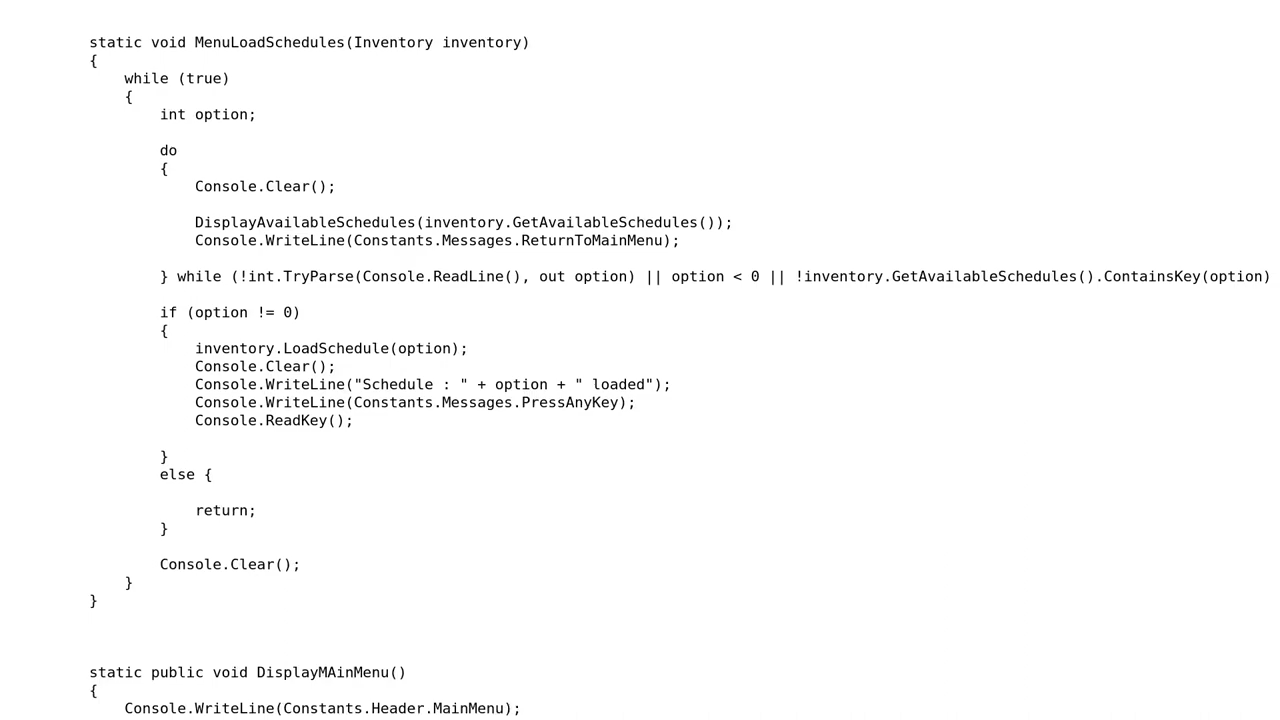 static void MenuLoadSchedules(Inventory inventory)
{
    while (true)
    {
        int option;

        do
        {
            Console.Clear();

            DisplayAvailableSchedules(inventory.GetAvailableSchedules());
            Console.WriteLine(Constants.Messages.ReturnToMainMenu);

        } while (!int.TryParse(Console.ReadLine(), out option) || option < 0 || !inventory.GetAvailableSchedules().ContainsKey(option)

        if (option != 0)
        {
            inventory.LoadSchedule(option);
            Console.Clear();
            Console.WriteLine("Schedule : " + option + " loaded");
            Console.WriteLine(Constants.Messages.PressAnyKey);
            Console.ReadKey();

        }
        else {

            return;
        }

        Console.Clear();
    }
}

static public void DisplayMAinMenu()
{
    Console.WriteLine(Constants.Header.MainMenu);